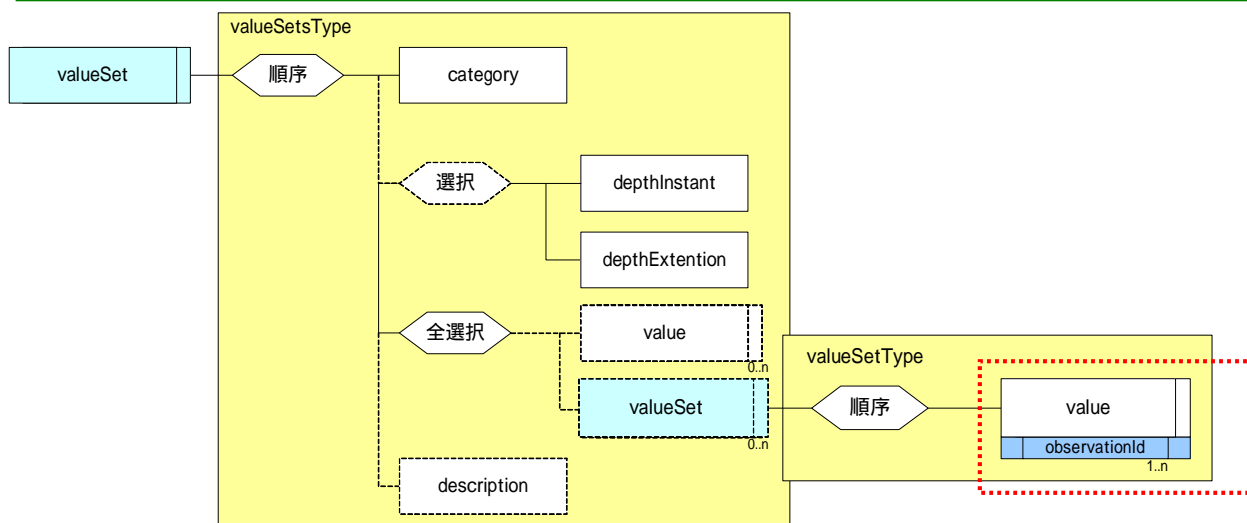 valueSetsType
valueSet
順序
category
選択
depthInstant
depthExtention
全選択
value
0..n
valueSet
0..n
description
valueSetType
順序
value
observationId
1..n